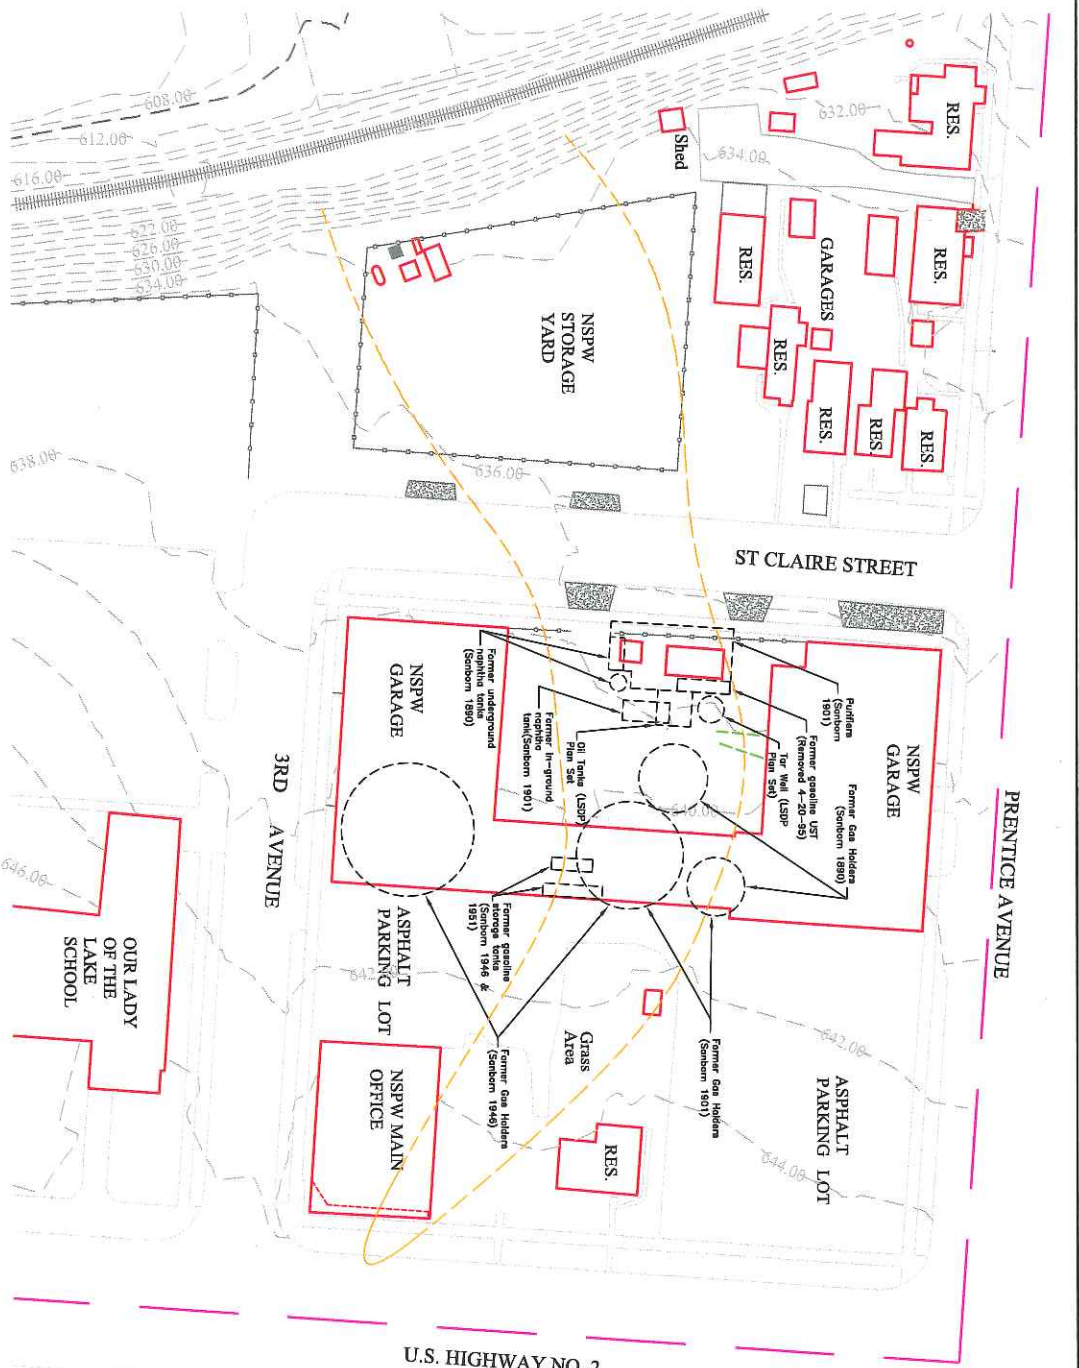 608.00
612.00
616.00
622.00
626.00
630.00
634.00
638.00
632.00
634.00
RES.
Shed
RES.
GARAGES
RES.
RES.
RES.
RES.
RES.
NSPW
STORAGE
YARD
636.00
ST CLAIRE STREET
PRENTICE AVENUE
NSPW
GARAGE
NSPW
GARAGE
Purifiers
(Sanborn
1901)
Former Gas Holders
(Sanborn 1890)
Former gasoline UST
(Removed 4-20-95)
Tar Well (LSDP
Plan Set)
Oil Tanks (LSDP
Plan Set)
Former in-ground
naphtha
tank(Sanborn 1901)
Former underground
naphtha tanks
(Sanborn 1890)
640.00
3RD AVENUE
Former gasoline
storage tanks
(Sanborn 1946 &
1951)
Former Gas Holders
(Sanborn 1901)
Former Gas Holders
(Sanborn 1946)
ASPHALT
PARKING LOT
642.00
642.00
644.00
646.00
Grass
Area
ASPHALT
PARKING LOT
OUR LADY
OF THE
LAKE
SCHOOL
NSPW MAIN
OFFICE
RES.
U.S. HIGHWAY NO. 2